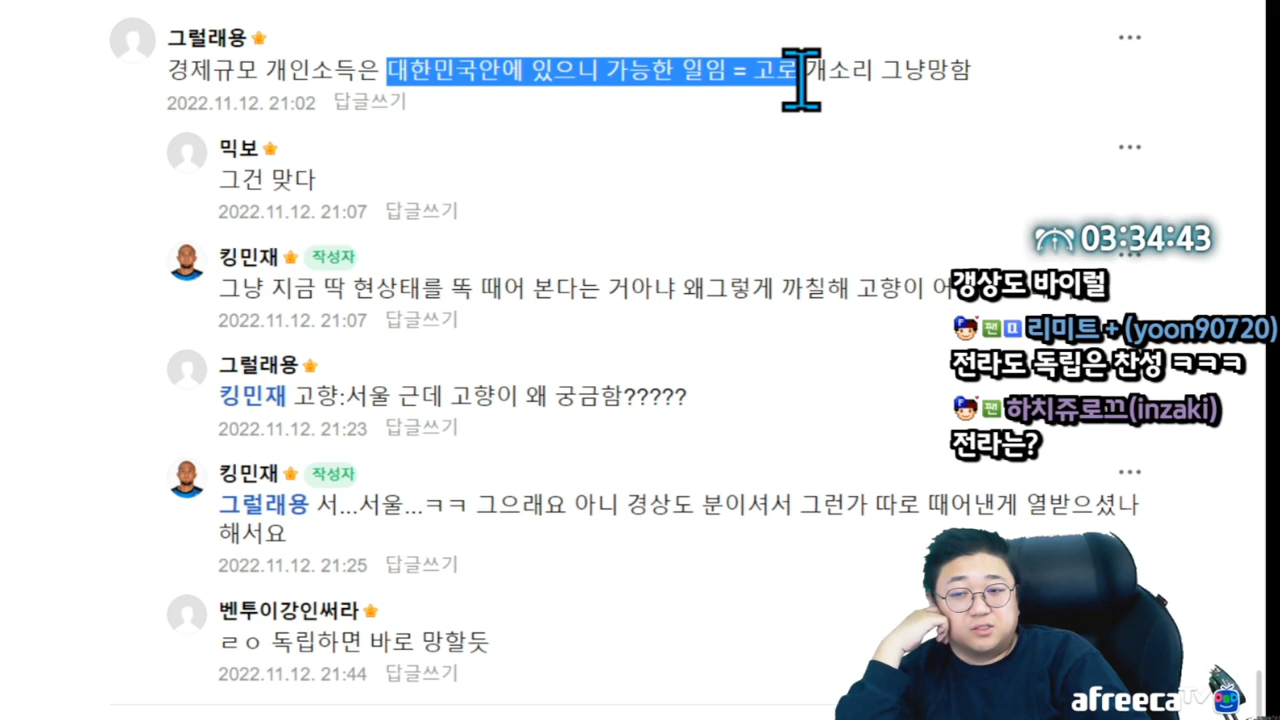 그럴래용
경제규모 개인소득은 대한민국안에 있으니 가능한 일임 = 고로 개소리 그냥망함
2022.11.12. 21:02 답글쓰기
믹보
그건 맞다
2022.11.12. 21:07 답글쓰기
킹민재 작성자
그냥 지금 딱 현상태를 똑 때어 본다는 거아냐 왜그렇게 까칠해 고향이 어
2022.11.12. 21:07 답글쓰기
그럴래용
킹민재 고향:서울 근데 고향이 왜 궁금함?????
2022.11.12. 21:23 답글쓰기
킹민재 작성자
그럴래용 서...서울...ㅋㅋ 그으래요 아니 경상도 분이셔서 그런가 따로 때어낸게 열받으셨나
해서요
2022.11.12. 21:25 답글쓰기
벤투이강인써라
ㄹㅇ 독립하면 바로 망할듯
2022.11.12. 21:44 답글쓰기
03:34:43
갱상도 바이럴
팬 리미트+(yoon90720)
전라도 독립은 찬성 ㅋㅋㅋ
팬 하치쥬로끄(inzaki)
전라는?
afreecaTV